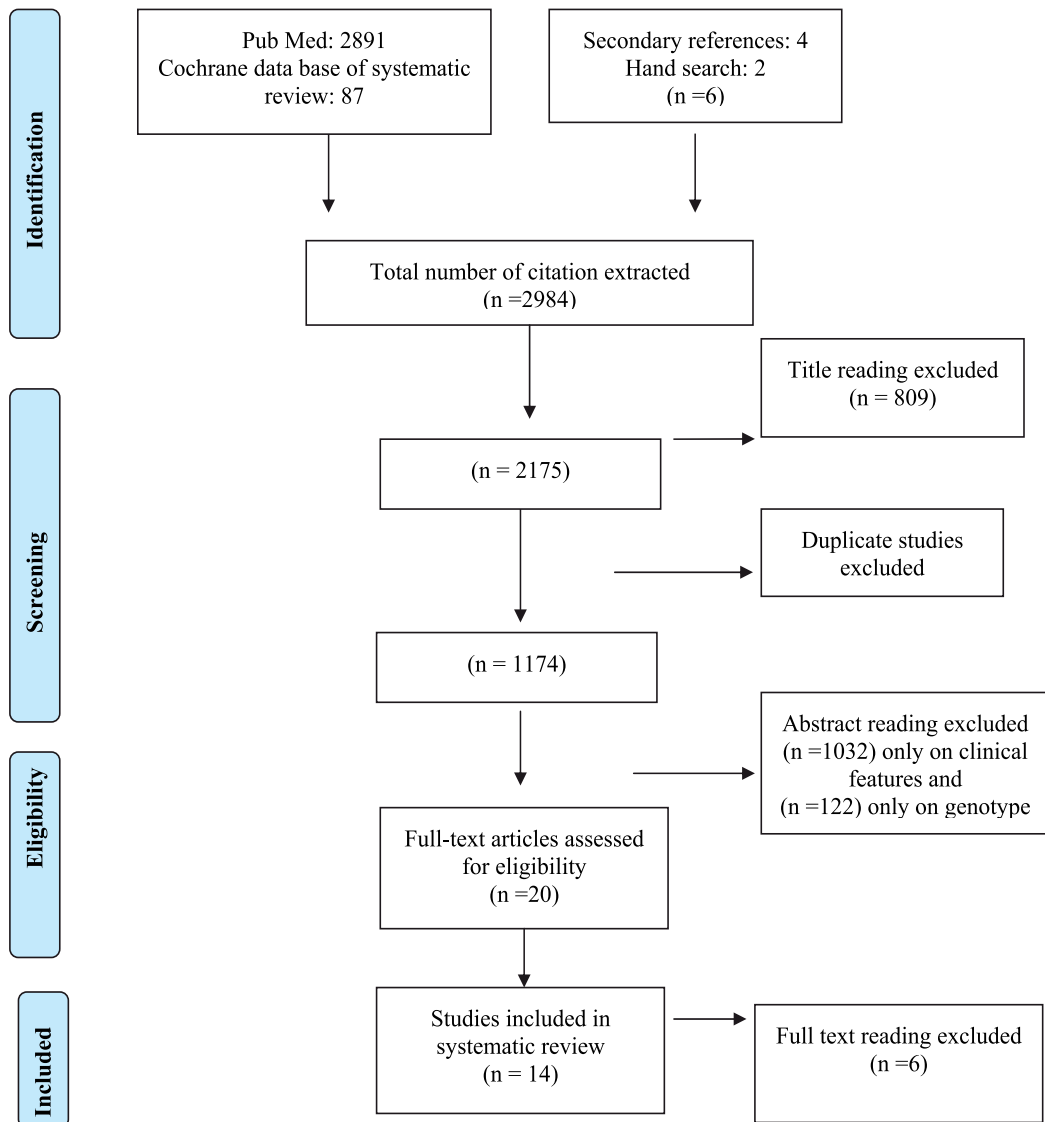 Identification
Pub Med: 2891
Cochrane data base of systematic
review: 87
Secondary references: 4
Hand search: 2
(n =6)
Total number of citation extracted
(n =2984)
Screening
Title reading excluded
(n = 809)
(n = 2175)
Duplicate studies
excluded
(n = 1174)
Abstract reading excluded
(n =1032) only on clinical
features and
(n =122) only on genotype
Eligibility
Full-text articles assessed
for eligibility
(n =20)
Included
Studies included in
systematic review
(n = 14)
Full text reading excluded
(n =6)